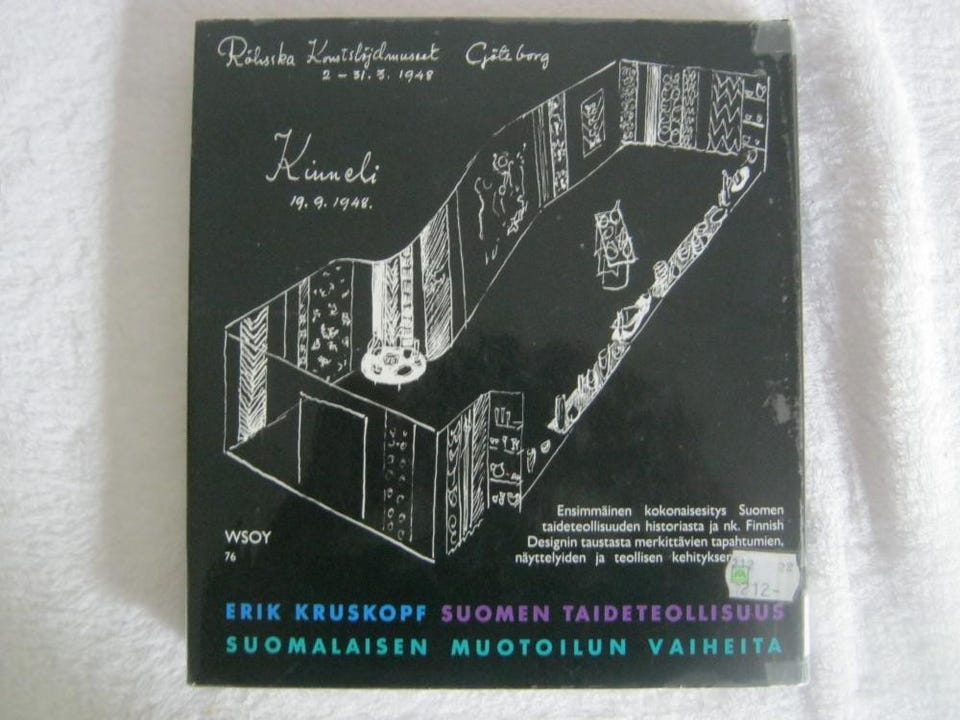 Röhsska Konstslöjdmuseet Göteborg
2 – 31. 3. 1948
Kinneli
19. 9. 1948.
Ensimmäinen kokonaisesitys Suomen
taideteollisuuden historiasta ja nk. Finnish
Designin taustasta merkittävien tapahtumien,
näyttelyiden ja teollisen kehityksen
WSOY
76
212-
ERIK KRUSKOPF SUOMEN TAIDETEOLLISUUS
SUOMALAISEN MUOTOILUN VAIHEITA